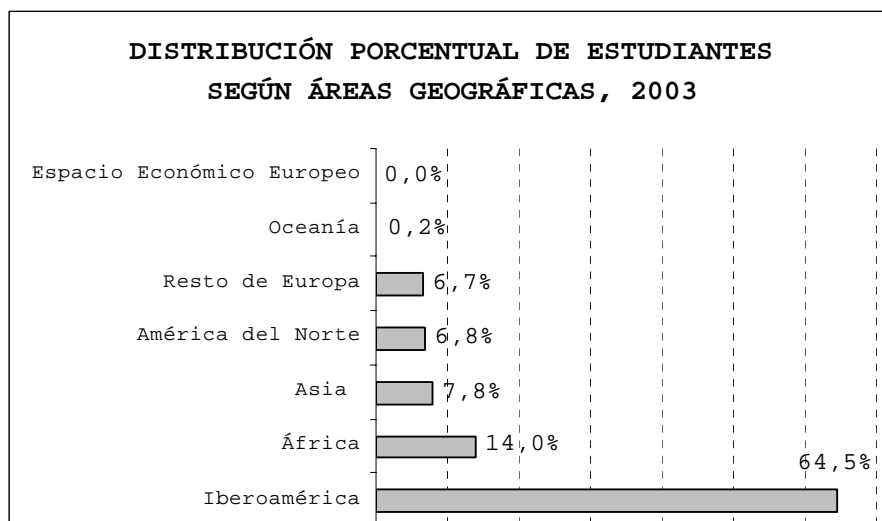 DISTRIBUCIÓN PORCENTUAL DE ESTUDIANTES
SEGÚN ÁREAS GEOGRÁFICAS, 2003
Espacio Económico Europeo 0,0%
Oceanía 0,2%
Resto de Europa 6,7%
América del Norte 6,8%
Asia 7,8%
África 14,0%
Iberoamérica 64,5%